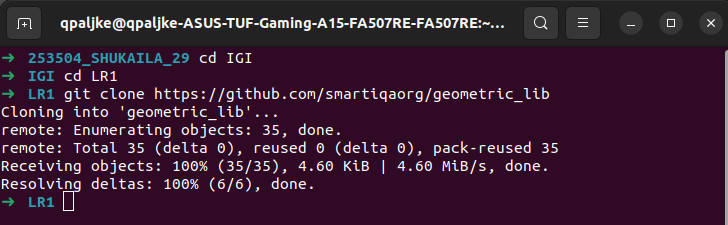 qpaljke@qpaljke-ASUS-TUF-Gaming-A15-FA507RE-FA507RE:~...
➜ 253504_SHUKAILA_29 cd IGI
➜ IGI cd LR1
➜ LR1 git clone https://github.com/smartiqaorg/geometric_lib
Cloning into 'geometric_lib'...
remote: Enumerating objects: 35, done.
remote: Total 35 (delta 0), reused 0 (delta 0), pack-reused 35
Receiving objects: 100% (35/35), 4.60 KiB | 4.60 MiB/s, done.
Resolving deltas: 100% (6/6), done.
➜ LR1